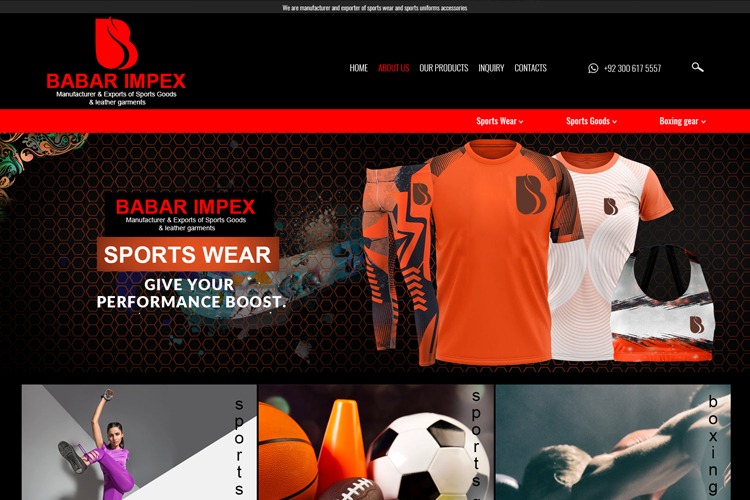 We are manufacturer and exporter of sports wear and sports uniforms accessories
BABAR IMPEX
Manufacturer & Exports of Sports Goods
& leather garments
HOME ABOUT US OUR PRODUCTS INQUIRY CONTACTS
+92 300 617 5557
Sports Wear Sports Goods Boxing gear
BABAR IMPEX
Manufacturer & Exports of Sports Goods
& leather garments
SPORTS WEAR
GIVE YOUR
PERFORMANCE BOOST.
sports
sports
boxing